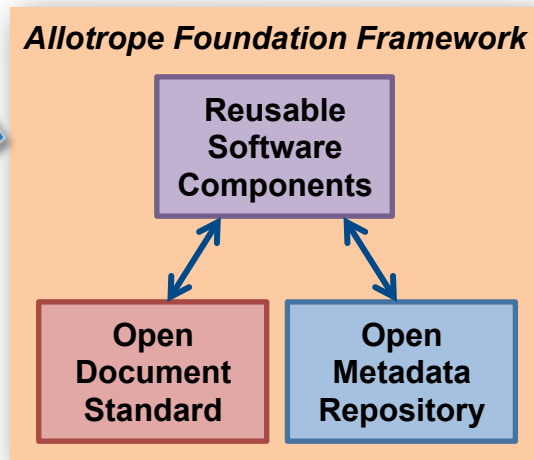 Allotrope Foundation Framework
Reusable
Software
Components
Open
Document
Standard
Open
Metadata
Repository